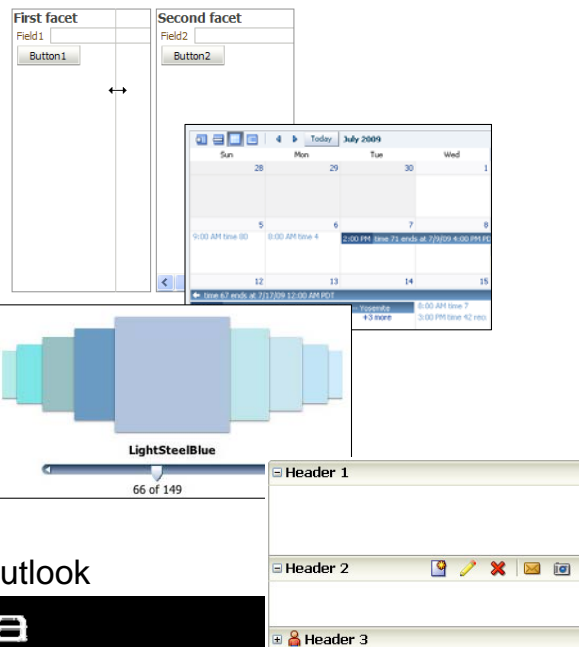 First facet
Field1
Button1
Second facet
Field2
Button2
Today July 2009
Sun Mon Tue Wed
28 29 30 1
5 6 7 8
9:00 AM time 80 8:00 AM time 4 2:00 PM time 71 ends at 7/9/09 4:00 PM PD
12 13 14 15
time 67 ends at 7/17/09 12:00 AM PDT
Yosemite 8:00 AM time 7
+3 more 3:00 PM time 42 recu
LightSteelBlue
66 of 149
Header 1
utlook
Header 2
a
Header 3